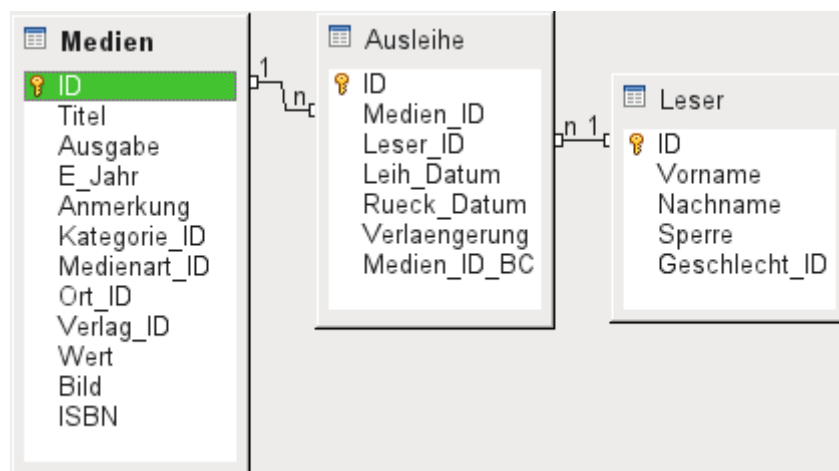 Medien
ID
Titel
Ausgabe
E_Jahr
Anmerkung
Kategorie_ID
Medienart_ID
Ort_ID
Verlag_ID
Wert
Bild
ISBN
1
n
Ausleihe
ID
Medien_ID
Leser_ID
Leih_Datum
Rueck_Datum
Verlaengerung
Medien_ID_BC
n 1
Leser
ID
Vorname
Nachname
Sperre
Geschlecht_ID